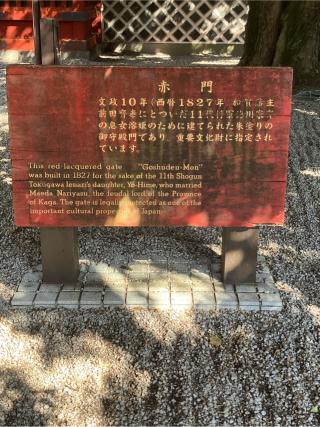 赤門
文政10年(西暦1827年)加賀藩主
前田斉泰にとついだ11代将軍徳川家斉
の息女溶姫のために建てられた朱塗りの
御守殿門であり、重要文化財に指定され
ています。
This red-lacquered gate "Goshuden-Mon"
was built in 1827 for the sake of the 11th Shogun
Tokugawa Ienari's daughter, Yō-Hime, who married
Maeda Nariyasu, the feudal lord of the Province
of Kaga. The gate is legally protected as one of the
important cultural properties of Japan.